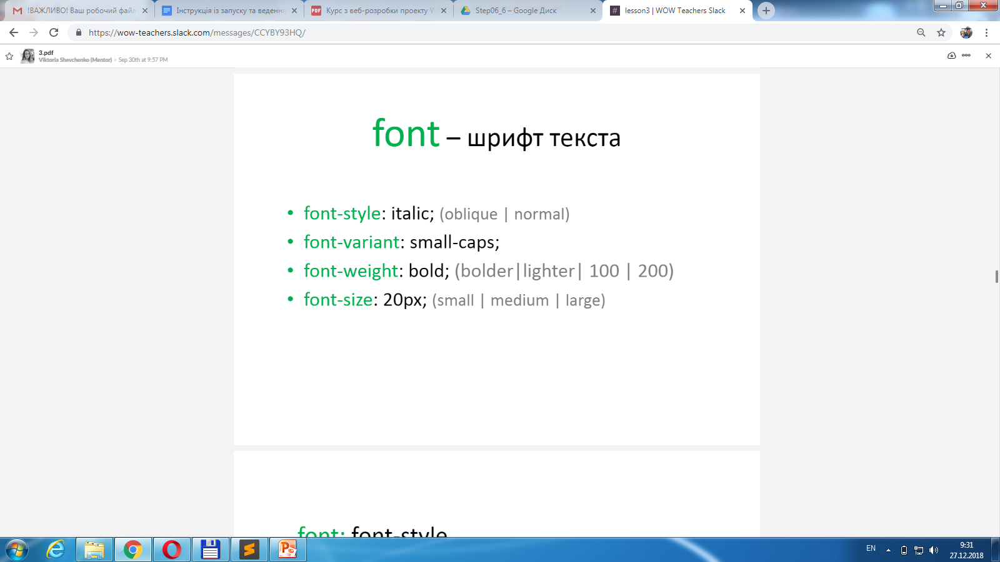 !ВАЖЛИВО! Ваш робочий файл
Інструкція із запуску та ведення
PDF Курс з веб-розробки проекту W
Step06_6 – Google Диск
# lesson3 | WOW Teachers Slack
https://wow-teachers.slack.com/messages/CCYBY93HQ/
3.pdf
Viktoria Shevchenko (Mentor) Sep 30th at 9:57 PM
font – шрифт текста
• font-style: italic; (oblique | normal)
• font-variant: small-caps;
• font-weight: bold; (bolder|lighter| 100 | 200)
• font-size: 20px; (small | medium | large)
font: font-style
EN
9:31
27.12.2018